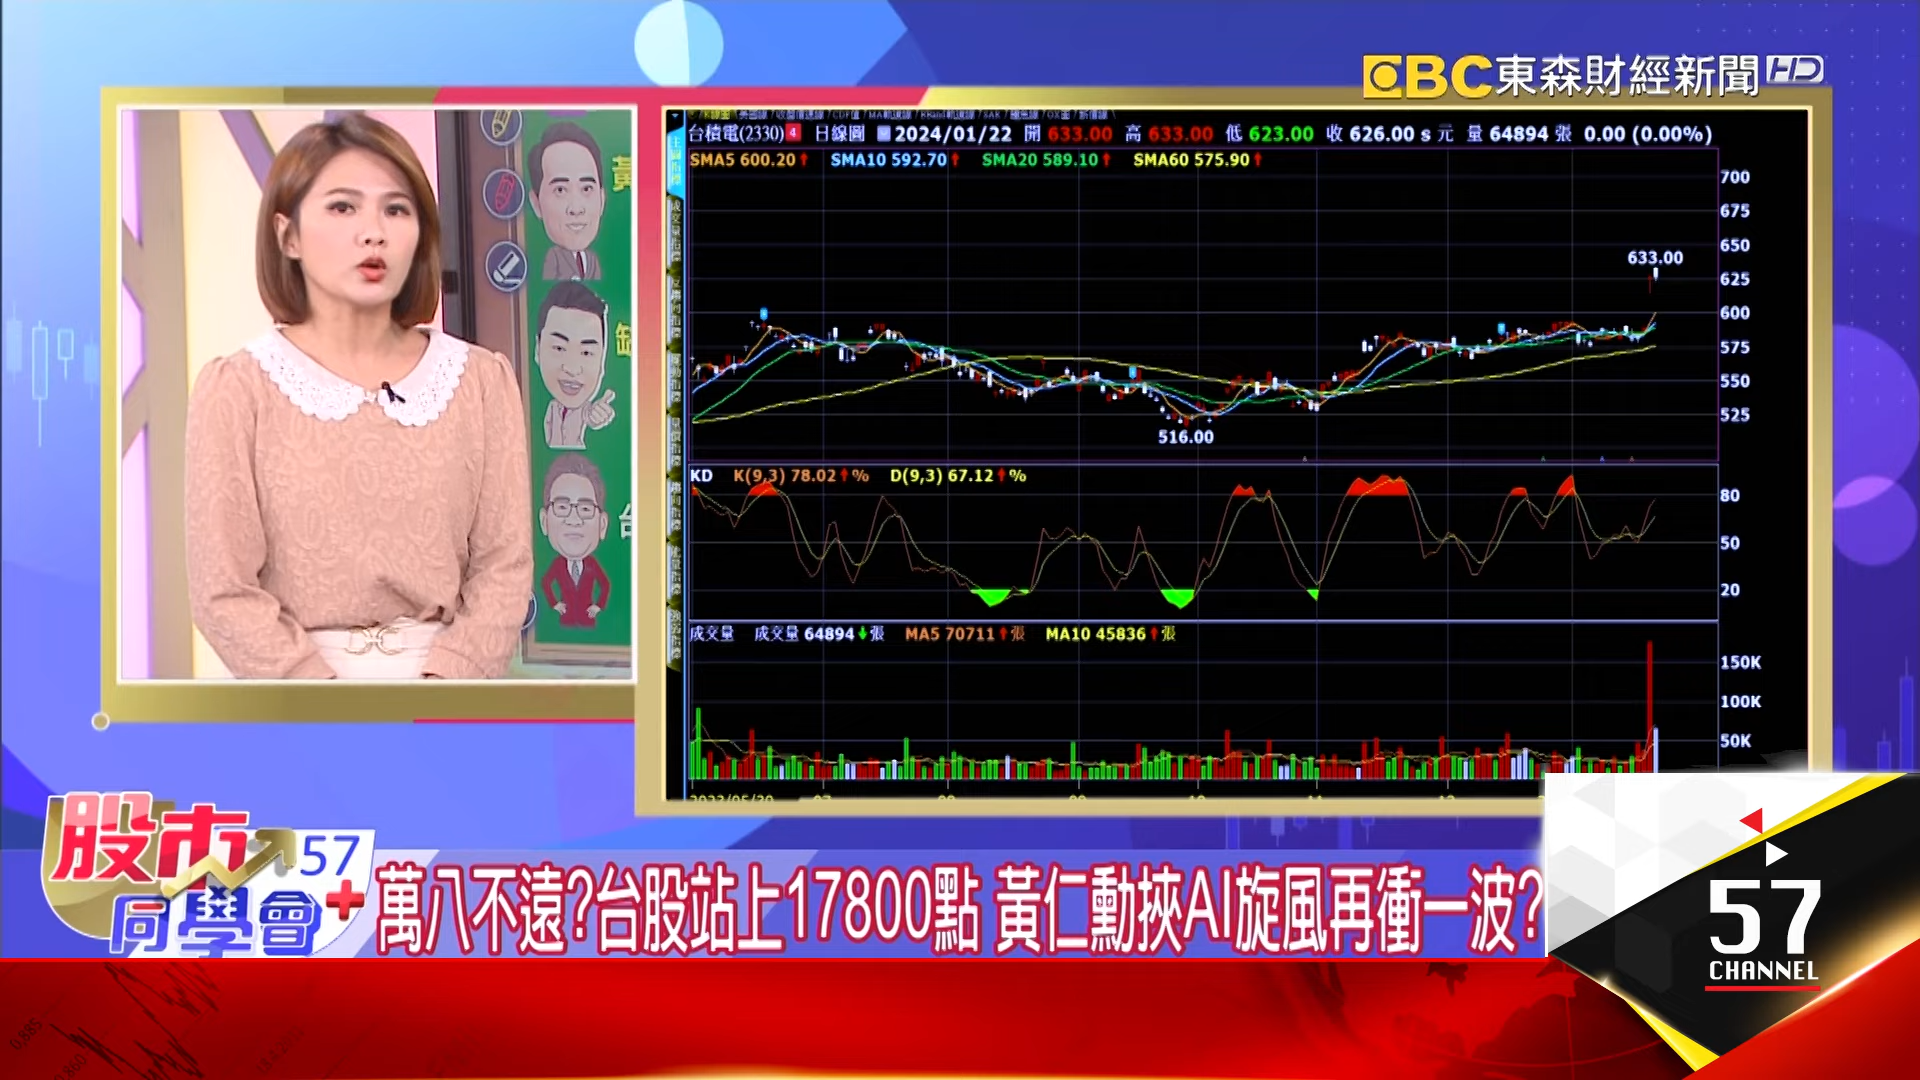 EBC東森財經新聞HD
台積電(2330) 4 日線圖 2024/01/22 開 633.00 高 633.00 低 623.00 收 626.00 s 元 量 64894 張 0.00 (0.00%)
SMA5 600.20↑ SMA10 592.70↑ SMA20 589.10↑ SMA60 575.90↑
700
675
650
633.00
625
600
575
550
525
516.00
KD K(9,3) 78.02↑% D(9,3) 67.12↑%
80
50
20
成交量 成交量 64894↓張 MA5 70711↑張 MA10 45836↑張
150K
100K
50K
黃
台
股市
同學會+
57
萬八不遠?台股站上17800點 黃仁勳挾AI旋風再衝一波?
57
CHANNEL